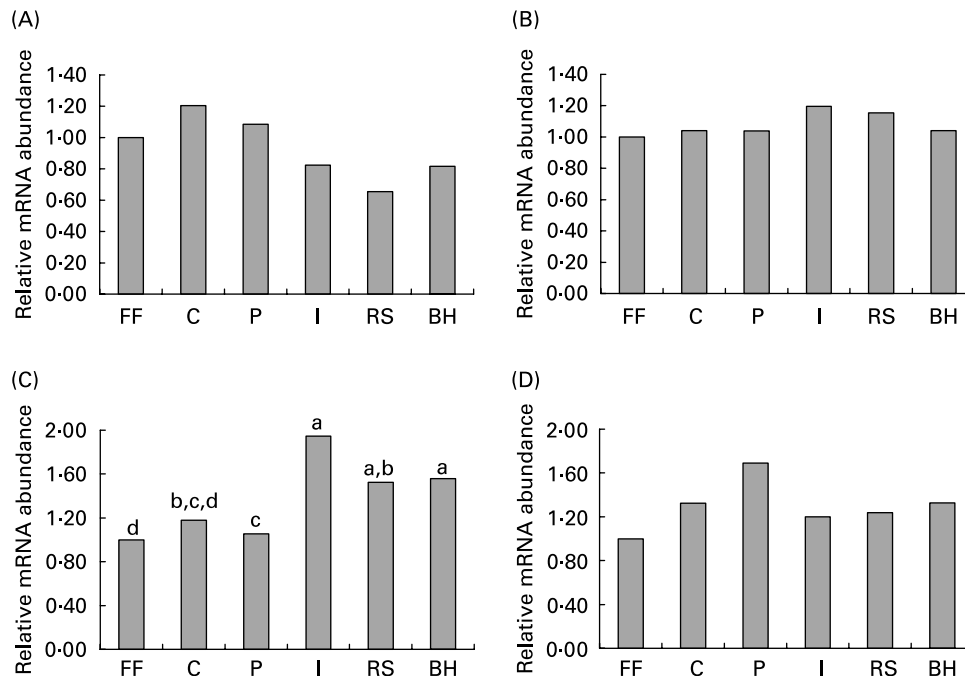 (A)
Relative mRNA abundance
1·40
1·20
1·00
0·80
0·60
0·40
0·20
0·00
FF C P I RS BH
(B)
Relative mRNA abundance
1·40
1·20
1·00
0·80
0·60
0·40
0·20
0·00
FF C P I RS BH
(C)
Relative mRNA abundance
2·00
1·60
1·20
0·80
0·40
0·00
d b,c,d c a a,b a
FF C P I RS BH
(D)
Relative mRNA abundance
2·00
1·60
1·20
0·80
0·40
0·00
FF C P I RS BH